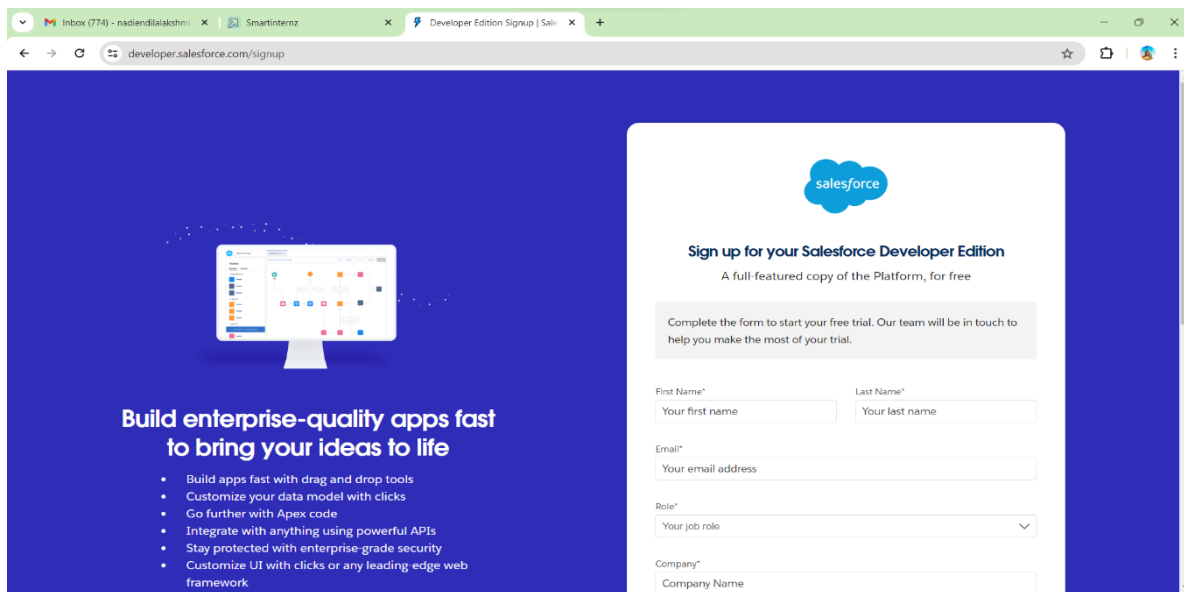 Inbox (774) - nadiendilalakshmi
Smartinternz
Developer Edition Signup | Sale
developer.salesforce.com/signup
salesforce
Sign up for your Salesforce Developer Edition
A full-featured copy of the Platform, for free
Complete the form to start your free trial. Our team will be in touch to
help you make the most of your trial.
First Name*
Last Name*
Your first name
Your last name
Email*
Your email address
Role*
Your job role
Company*
Company Name
Build enterprise-quality apps fast
to bring your ideas to life
• Build apps fast with drag and drop tools
• Customize your data model with clicks
• Go further with Apex code
• Integrate with anything using powerful APIs
• Stay protected with enterprise-grade security
• Customize UI with clicks or any leading-edge web
framework